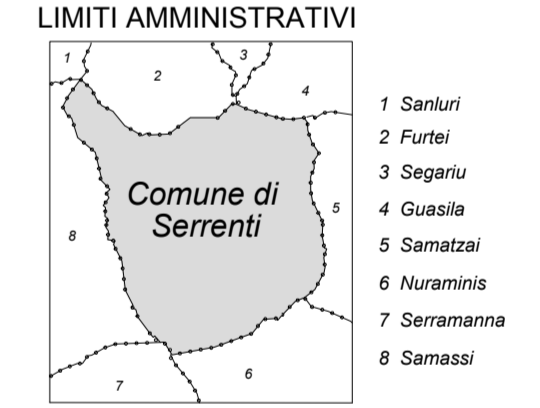 LIMITI AMMINISTRATIVI
1
2
3
4
Comune di
Serrenti
5
8
6
7
1 Sanluri
2 Furtei
3 Segariu
4 Guasila
5 Samatzai
6 Nuraminis
7 Serramanna
8 Samassi